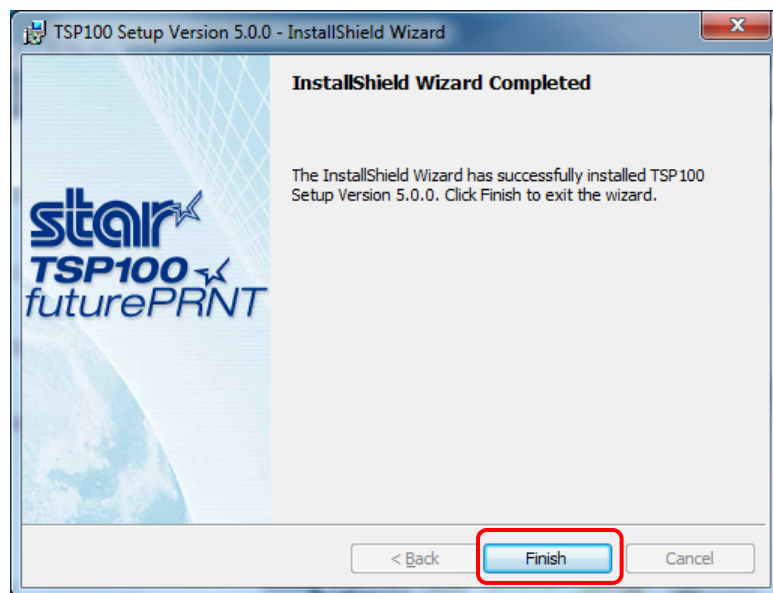 TSP100 Setup Version 5.0.0 - InstallShield Wizard
InstallShield Wizard Completed
The InstallShield Wizard has successfully installed TSP100
Setup Version 5.0.0. Click Finish to exit the wizard.
star
TSP100
futurePRNT
< Back
Finish
Cancel